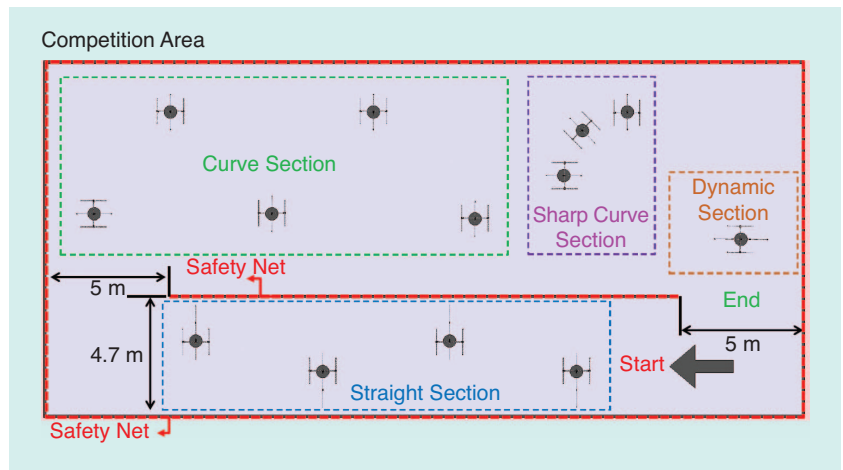 Competition Area
Curve Section
Sharp Curve
Section
Dynamic
Section
Safety Net
5 m
End
4.7 m
5 m
Start
Straight Section
Safety Net